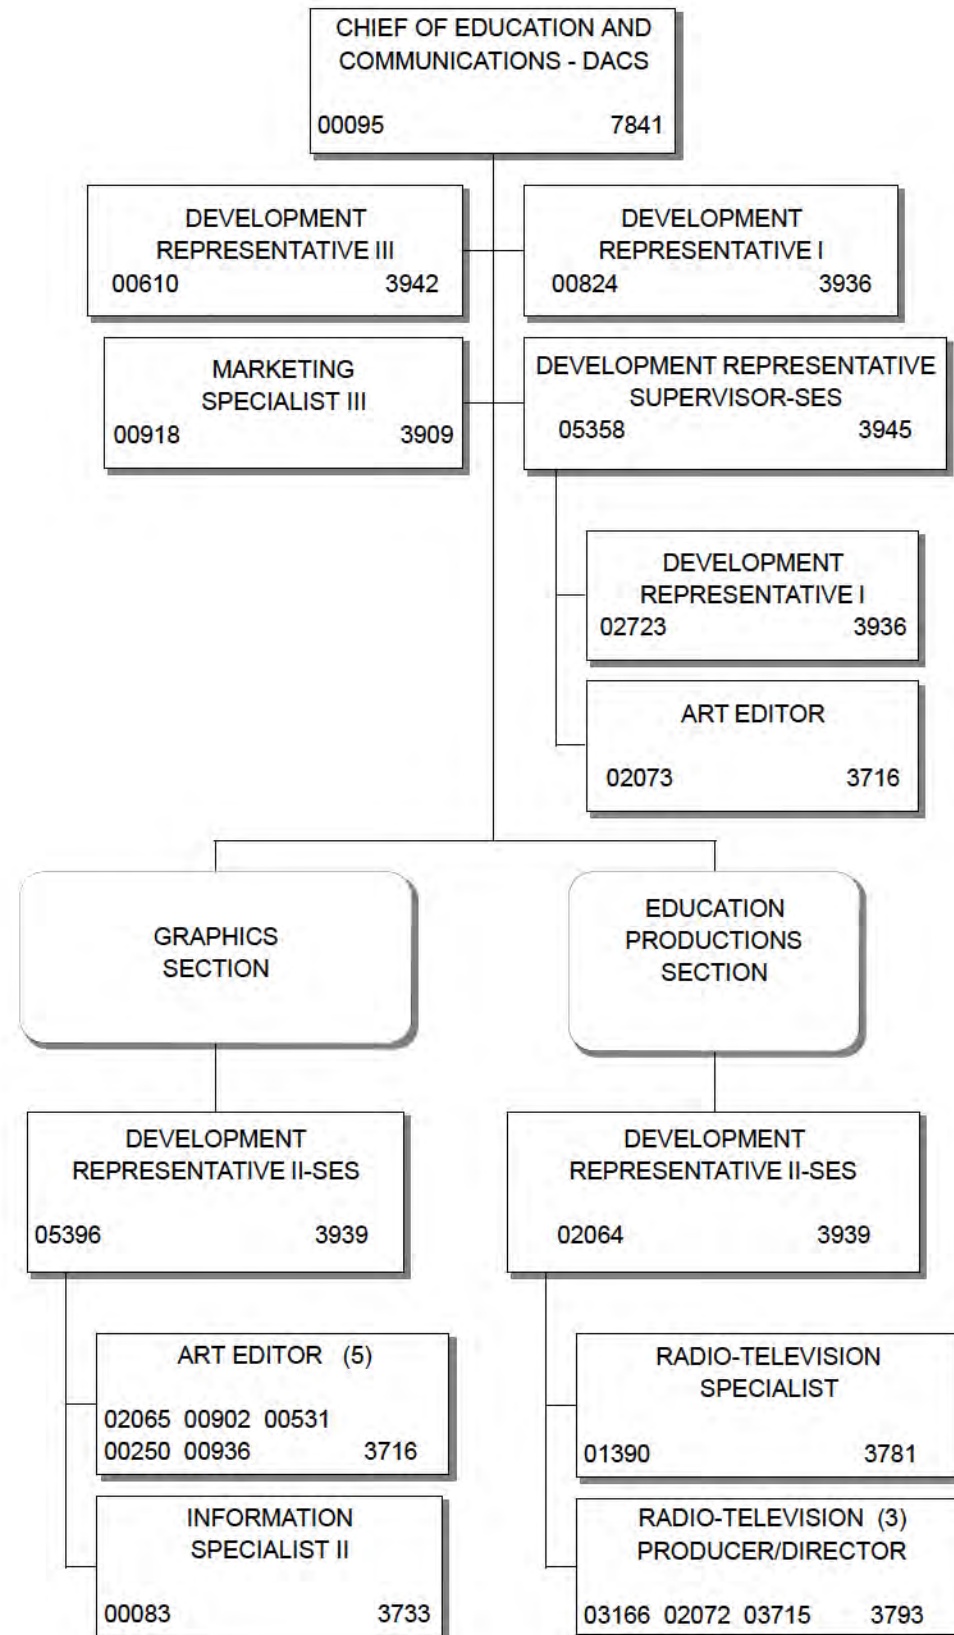 CHIEF OF EDUCATION AND
COMMUNICATIONS - DACS
00095 7841
DEVELOPMENT
REPRESENTATIVE III
00610 3942
DEVELOPMENT
REPRESENTATIVE I
00824 3936
MARKETING
SPECIALIST III
00918 3909
DEVELOPMENT REPRESENTATIVE
SUPERVISOR-SES
05358 3945
DEVELOPMENT
REPRESENTATIVE I
02723 3936
ART EDITOR
02073 3716
GRAPHICS
SECTION
EDUCATION
PRODUCTIONS
SECTION
DEVELOPMENT
REPRESENTATIVE II-SES
05396 3939
DEVELOPMENT
REPRESENTATIVE II-SES
02064 3939
ART EDITOR (5)
02065 00902 00531
00250 00936 3716
RADIO-TELEVISION
SPECIALIST
01390 3781
INFORMATION
SPECIALIST II
00083 3733
RADIO-TELEVISION (3)
PRODUCER/DIRECTOR
03166 02072 03715 3793